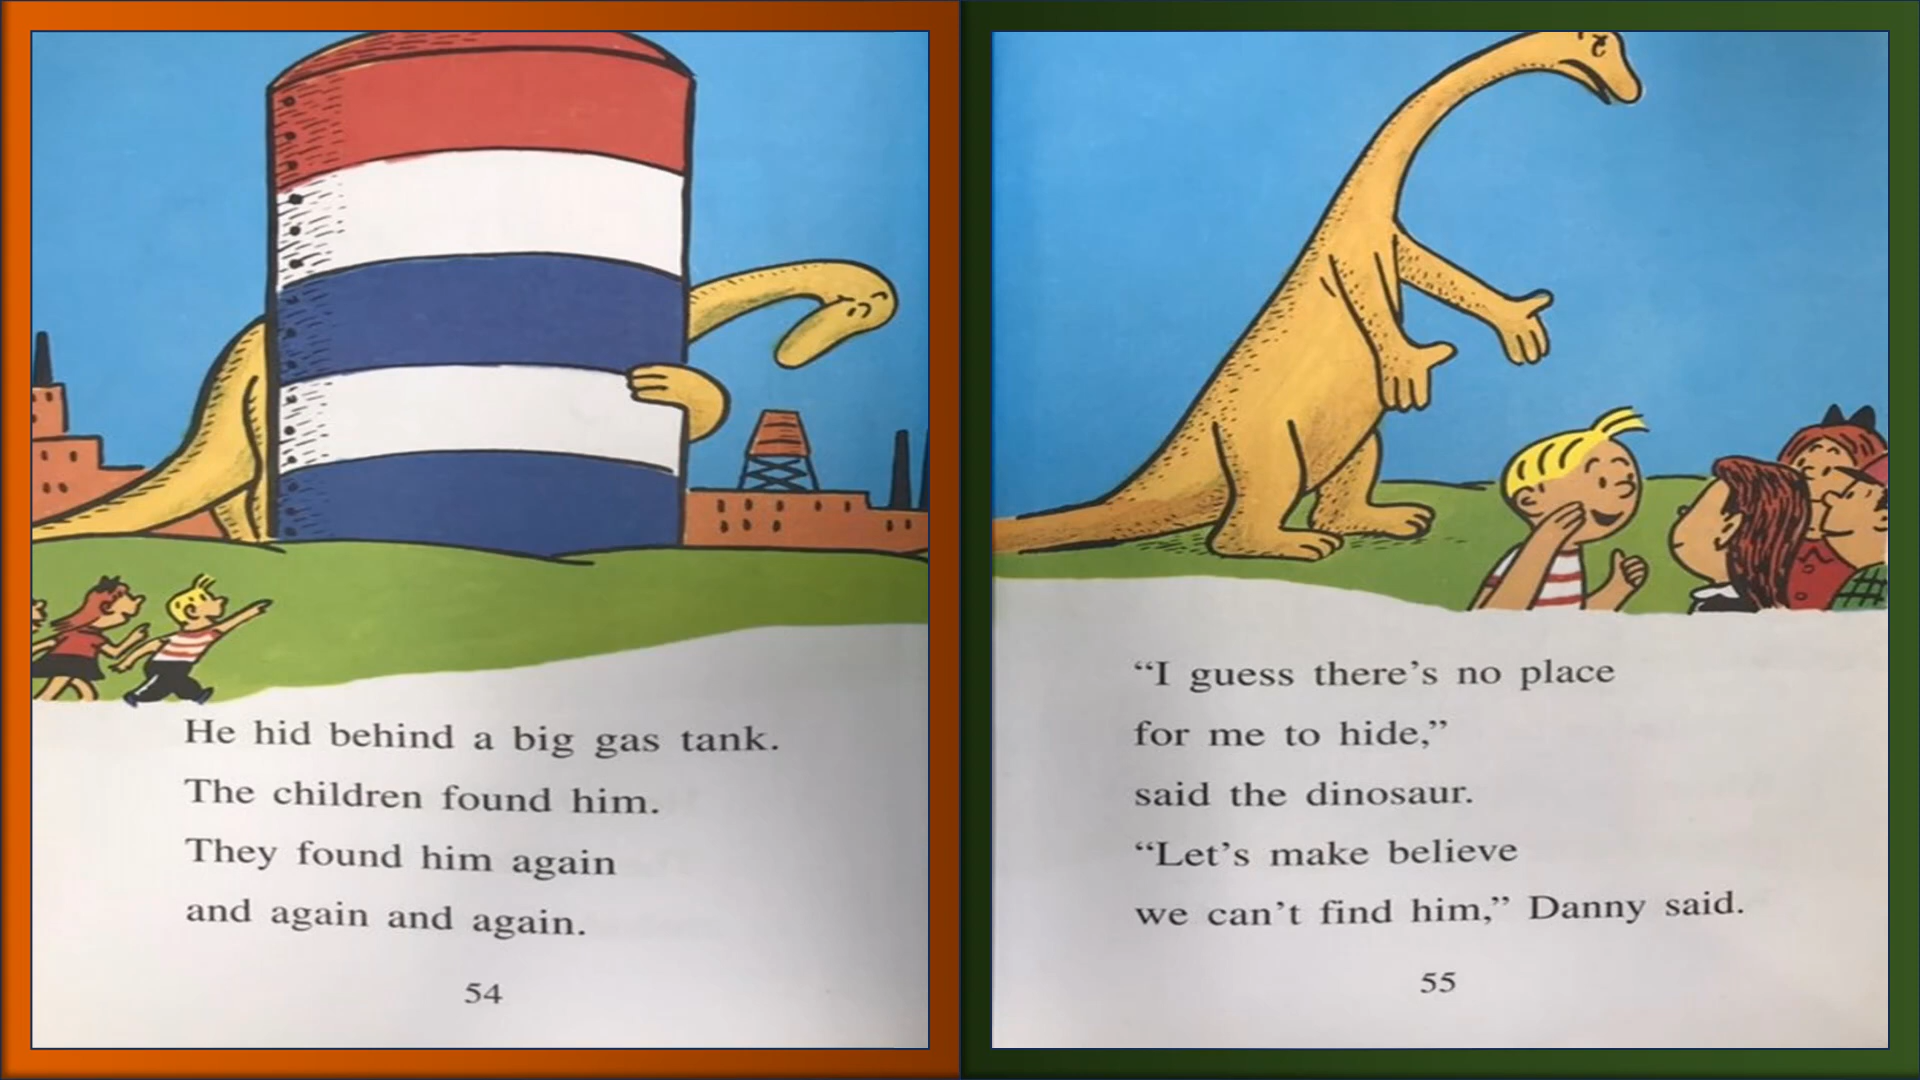 He hid behind a big gas tank.
The children found him.
They found him again
and again and again.
54
“I guess there’s no place
for me to hide,”
said the dinosaur.
“Let’s make believe
we can’t find him,” Danny said.
55